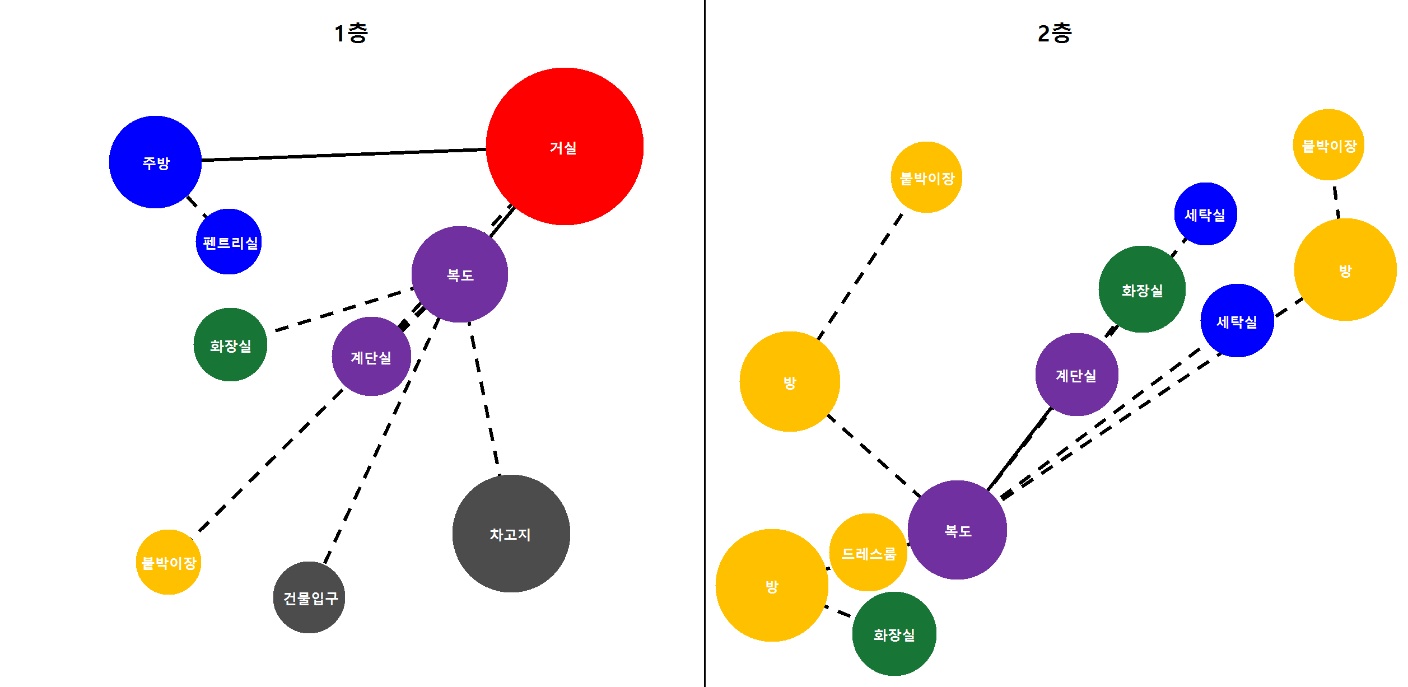 1층
거실
주방
펜트리실
복도
화장실
계단실
차고지
붙박이장
건물입구
2층
붙박이장
붙박이장
세탁실
방
화장실
세탁실
계단실
방
복도
드레스룸
방
화장실